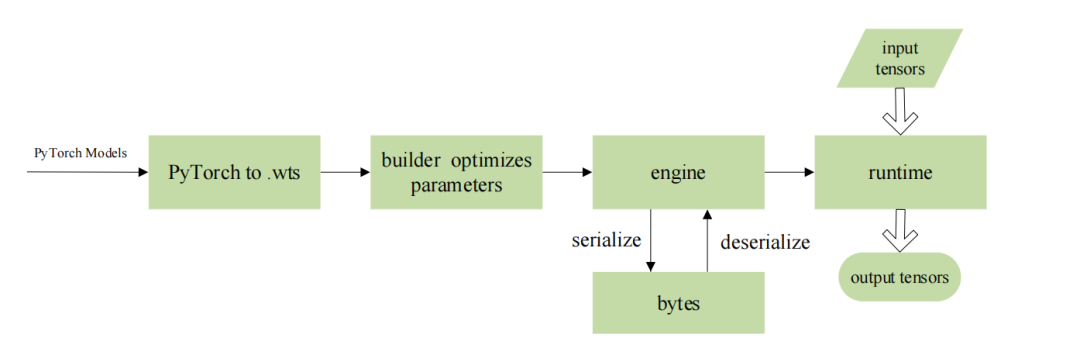 input
tensors
PyTorch Models
PyTorch to .wts
builder optimizes
parameters
engine
runtime
serialize
deserialize
output tensors
bytes